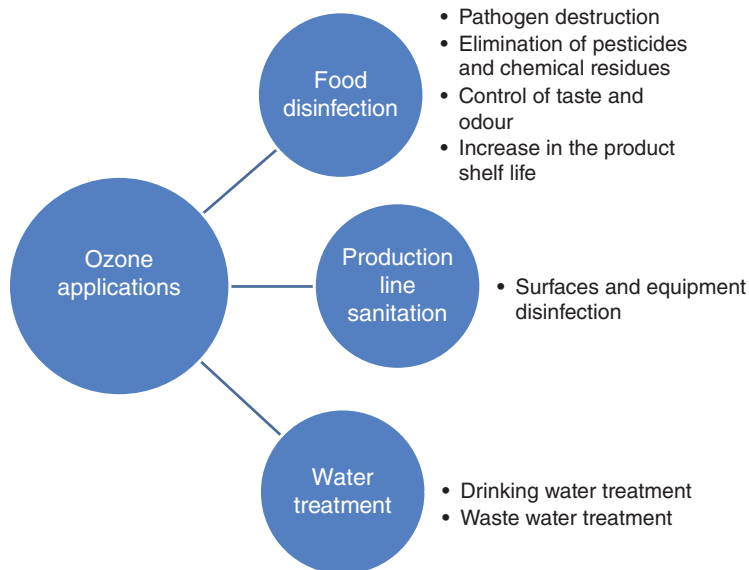 Ozone
applications
Food
disinfection
• Pathogen destruction
• Elimination of pesticides
and chemical residues
• Control of taste and
odour
• Increase in the product
shelf life
Production
line
sanitation
• Surfaces and equipment
disinfection
Water
treatment
• Drinking water treatment
• Waste water treatment